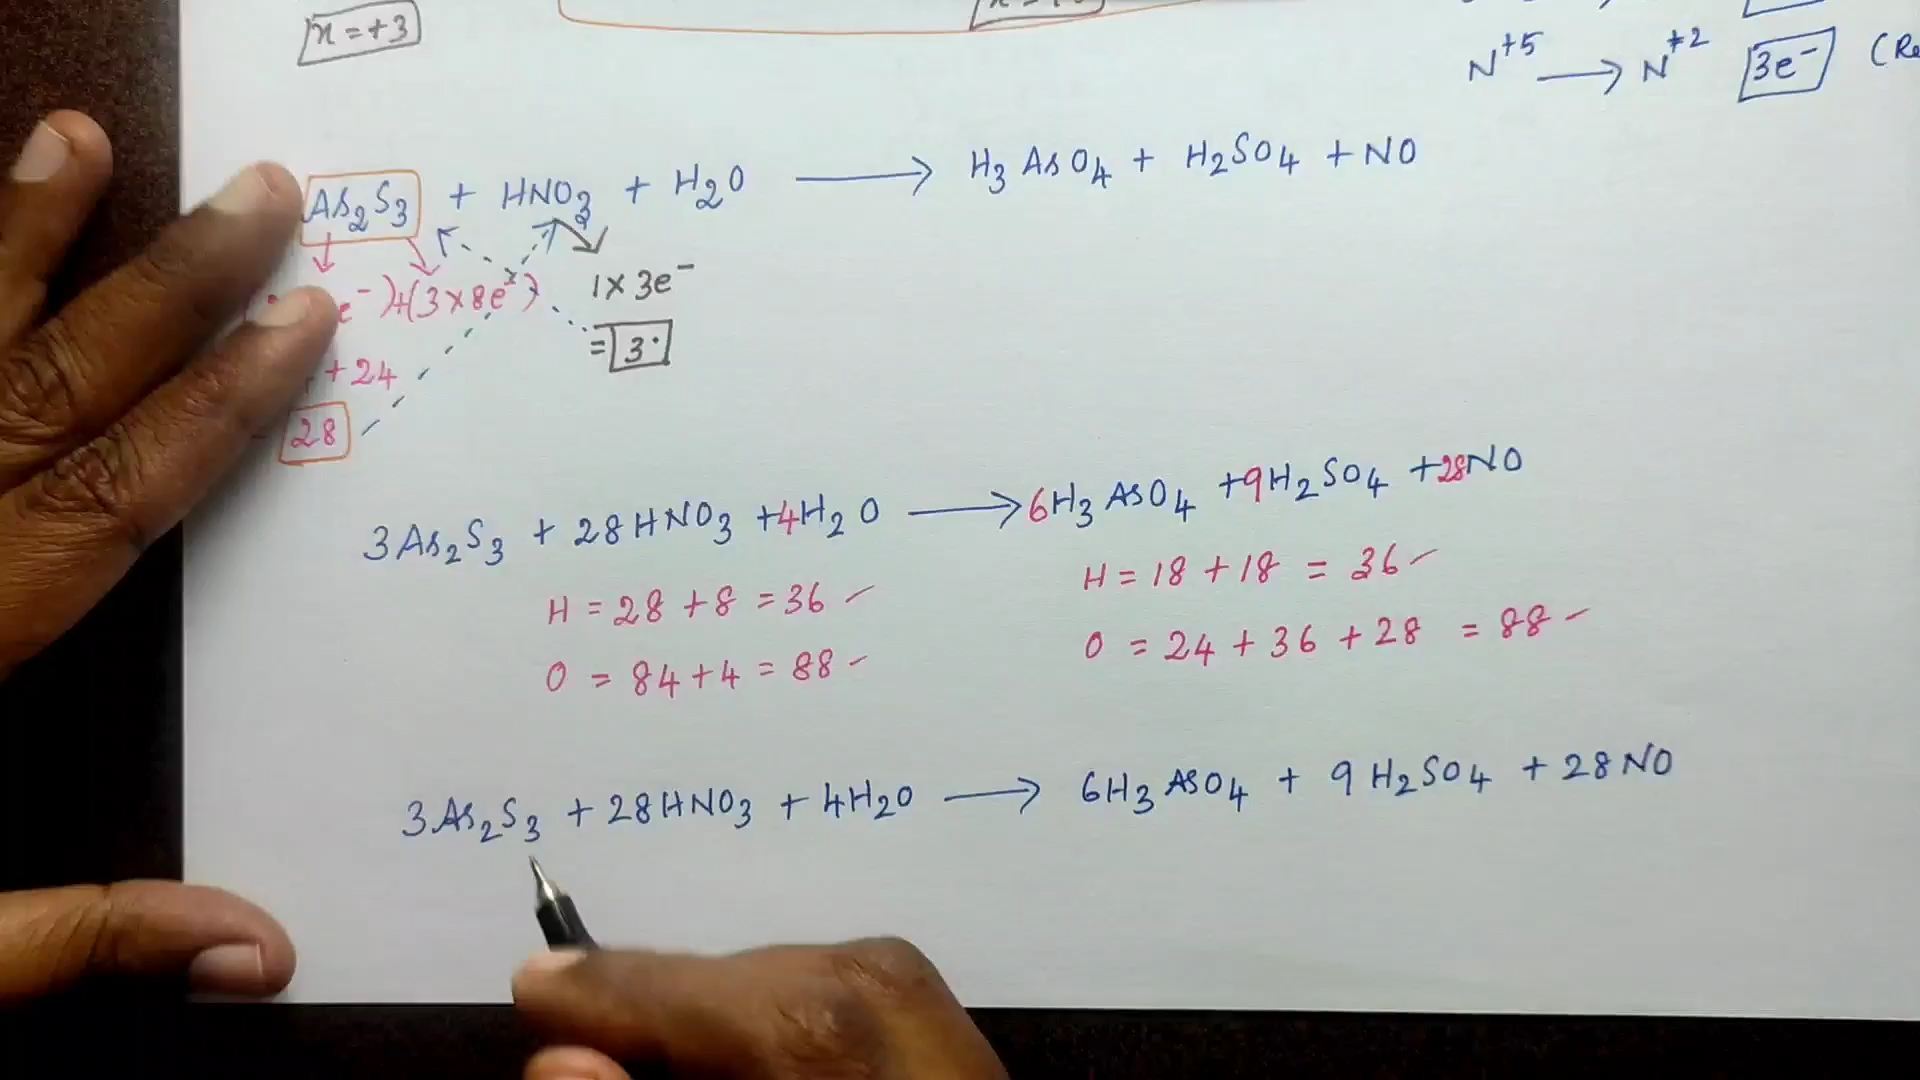 x = +3
N⁺⁵ → N⁺² 3e⁻ (Re
As₂S₃ + HNO₃ + H₂O → H₃AsO₄ + H₂SO₄ + NO
e⁻)+(3×8e⁻) 1×3e⁻
= 3
+24
28
3As₂S₃ + 28HNO₃ + 4H₂O → 6H₃AsO₄ + 9H₂SO₄ + 28NO
H = 28 + 8 = 36 H = 18 + 18 = 36
O = 84 + 4 = 88 O = 24 + 36 + 28 = 88
3As₂S₃ + 28HNO₃ + 4H₂O → 6H₃AsO₄ + 9H₂SO₄ + 28NO